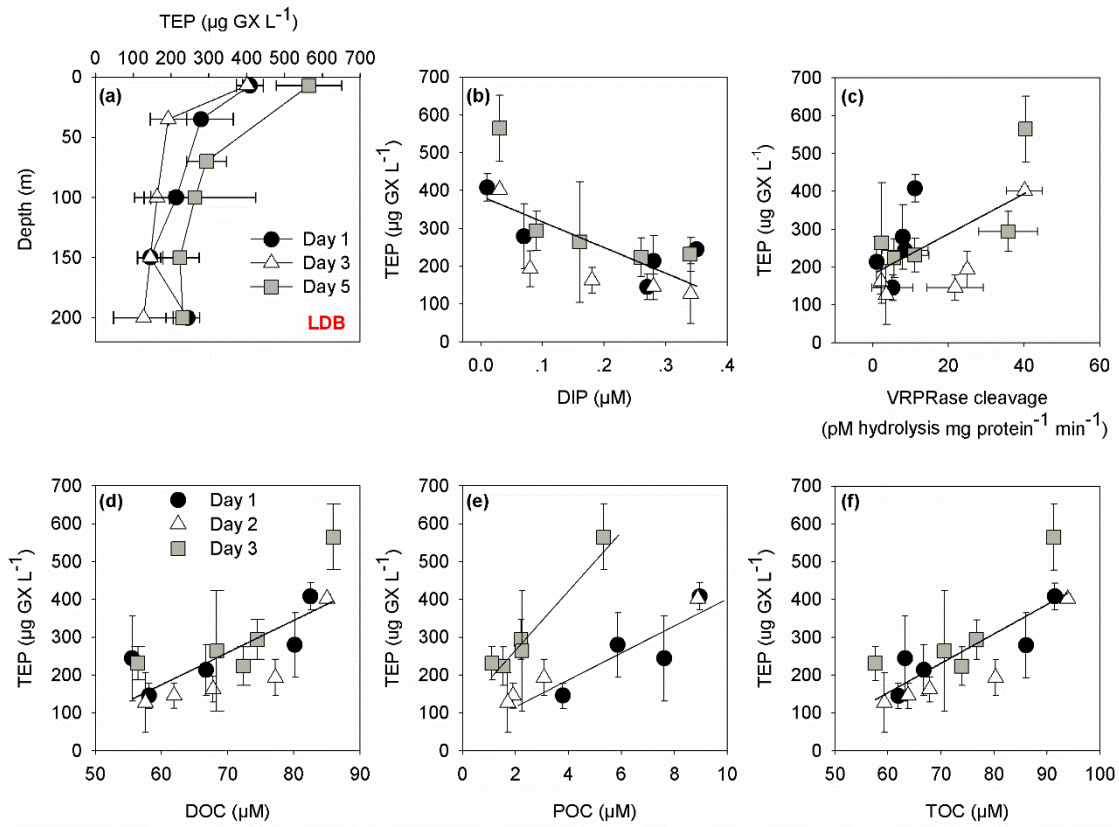 TEP (µg GX L-1)
0 100 200 300 400 500 600 700
(a)
0
50
100
150
200
Depth (m)
Day 1
Day 3
Day 5
LDB
(b)
700
600
500
400
300
200
100
0
TEP (µg GX L-1)
0.0 .1 .2 .3 .4
DIP (µM)
(c)
700
600
500
400
300
200
100
0
TEP (ug GX L-1)
0 20 40 60
VRPRase cleavage
(pM hydrolysis mg protein-1 min-1)
(d)
Day 1
Day 2
Day 3
700
600
500
400
300
200
100
0
TEP (µg GX L-1)
50 60 70 80 90
DOC (µM)
(e)
700
600
500
400
300
200
100
0
TEP (µg GX L-1)
0 2 4 6 8 10
POC (µM)
(f)
700
600
500
400
300
200
100
0
TEP (µg GX L-1)
50 60 70 80 90 100
TOC (µM)